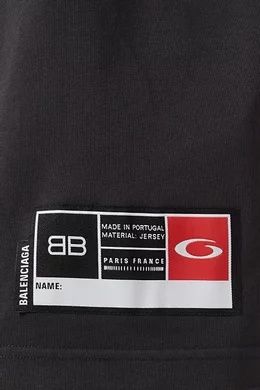 BALENCIAGA
BB
MADE IN PORTUGAL
MATERIAL: JERSEY
PARIS FRANCE
NAME: